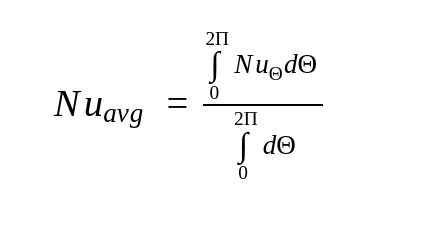 Nu_avg = ∫_0^{2Π} Nu_Θ dΘ / ∫_0^{2Π} dΘ